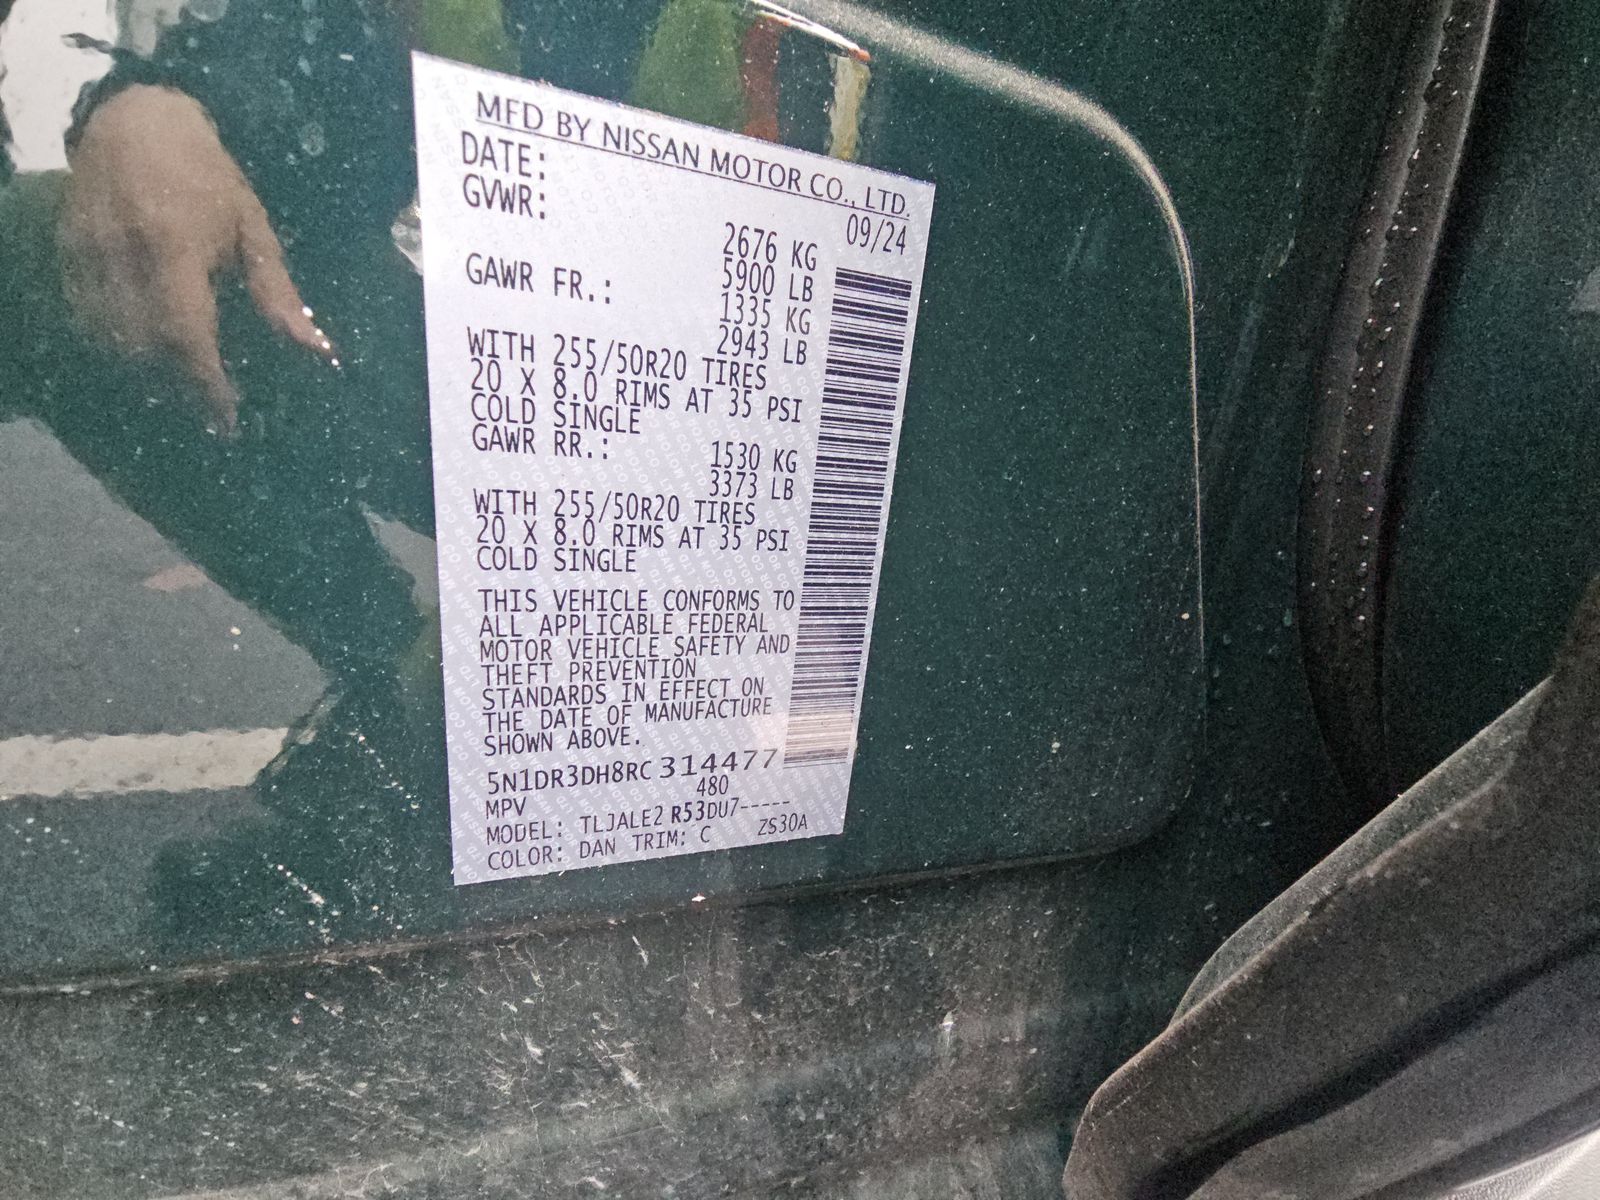 MFD BY NISSAN MOTOR CO., LTD.
DATE: 09/24
GVWR: 2676 KG
5900 LB
GAWR FR.: 1335 KG
2943 LB
WITH 255/50R20 TIRES
20 X 8.0 RIMS AT 35 PSI
COLD SINGLE
GAWR RR.: 1530 KG
3373 LB
WITH 255/50R20 TIRES
20 X 8.0 RIMS AT 35 PSI
COLD SINGLE
THIS VEHICLE CONFORMS TO
ALL APPLICABLE FEDERAL
MOTOR VEHICLE SAFETY AND
THEFT PREVENTION
STANDARDS IN EFFECT ON
THE DATE OF MANUFACTURE
SHOWN ABOVE.
5N1DR3DH8RC314477
MPV 480
MODEL: TLJALE2 R53DU7-----
COLOR: DAN TRIM: C ZS30A